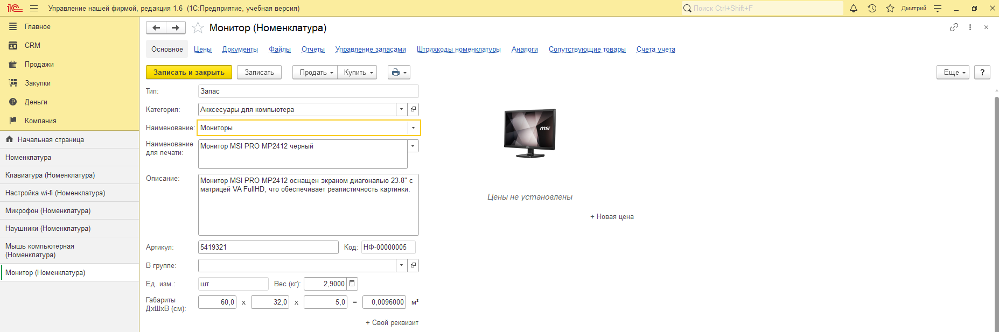 1С Управление нашей фирмой, редакция 1.6 (1С:Предприятие, учебная версия) Поиск Ctrl+Shift+F Дмитрий
Главное
CRM
Продажи
Закупки
Деньги
Компания
Начальная страница
Номенклатура
Клавиатура (Номенклатура)
Настройка wi-fi (Номенклатура)
Микрофон (Номенклатура)
Наушники (Номенклатура)
Мышь компьютерная
(Номенклатура)
Монитор (Номенклатура)
Монитор (Номенклатура)
Основное Цены Документы Файлы Отчеты Управление запасами Штрихкоды номенклатуры Аналоги Сопутствующие товары Счета учета
Записать и закрыть Записать Продать Купить Еще ?
Тип: Запас
Категория: Акксесуары для компьютера
Наименование: Мониторы
Наименование
для печати:
Монитор MSI PRO MP2412 черный
Описание:
Монитор MSI PRO MP2412 оснащен экраном диагональю 23.8" с
матрицей VA FullHD, что обеспечивает реалистичность картинки.
Артикул: 5419321 Код: НФ-00000005
В группе:
Ед. изм.: шт Вес (кг): 2,9000
Габариты
ДхШхВ (см):
60,0 х 32,0 х 5,0 = 0,0096000 м³
+ Свой реквизит
msi
Цены не установлены
+ Новая цена